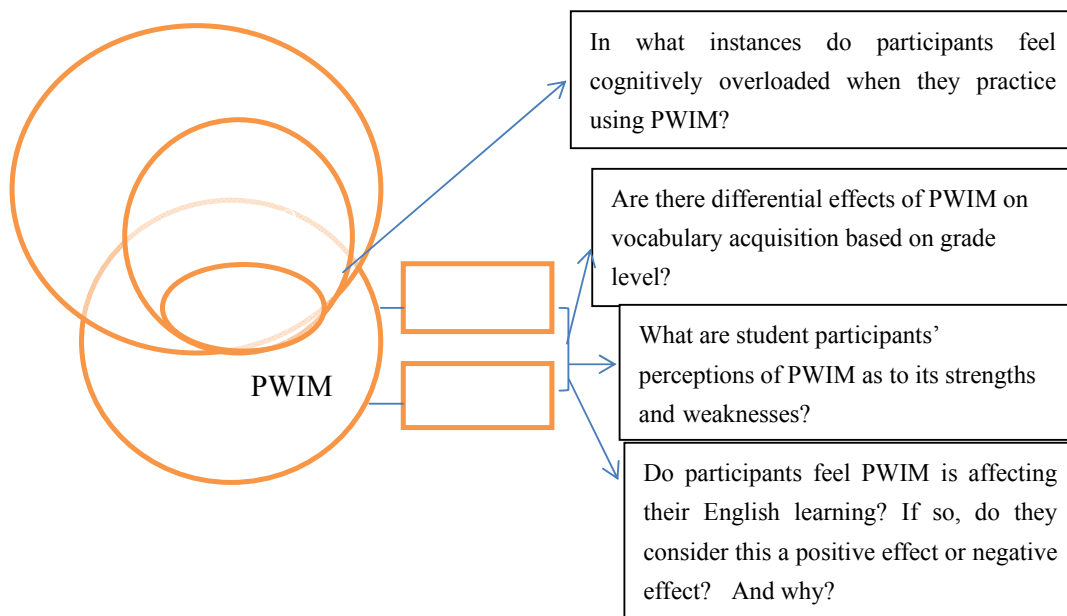 In what instances do participants feel
cognitively overloaded when they practice
using PWIM?
Are there differential effects of PWIM on
vocabulary acquisition based on grade
level?
What are student participants’
perceptions of PWIM as to its strengths
and weaknesses?
PWIM
Do participants feel PWIM is affecting
their English learning? If so, do they
consider this a positive effect or negative
effect? And why?